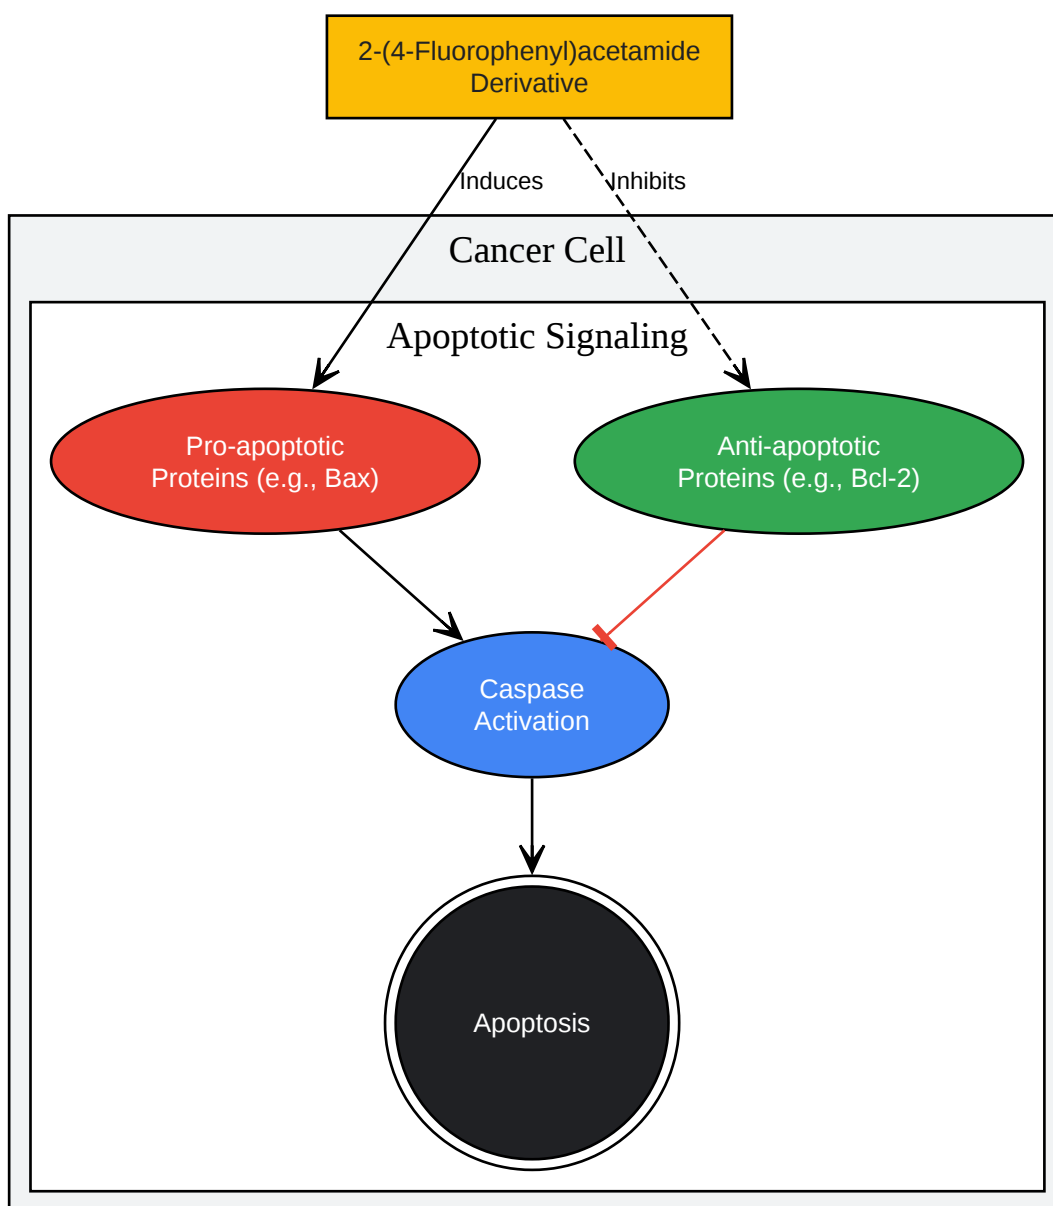 2-(4-Fluorophenyl)acetamide
Derivative
Induces
Inhibits
Cancer Cell
Apoptotic Signaling
Pro-apoptotic
Proteins (e.g., Bax)
Anti-apoptotic
Proteins (e.g., Bcl-2)
Caspase
Activation
Apoptosis